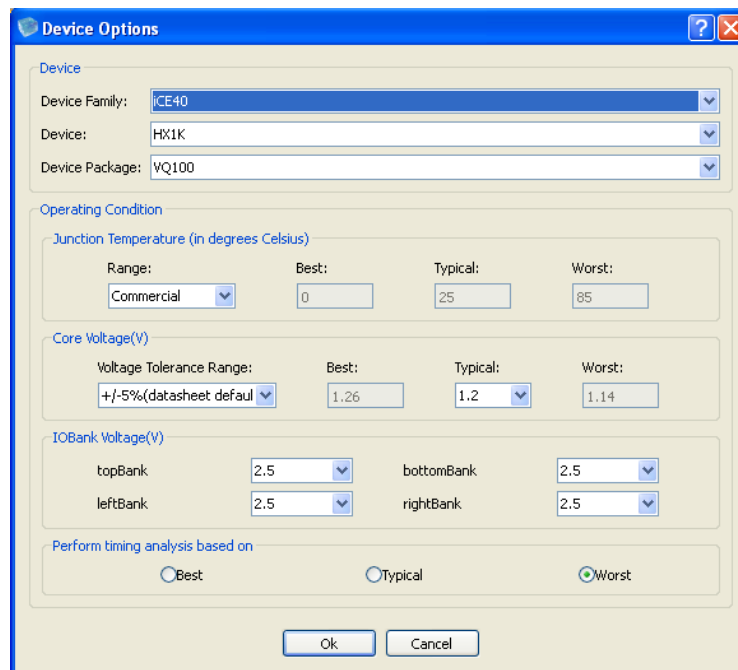 Device Options
Device
Device Family: iCE40
Device: HX1K
Device Package: VQ100
Operating Condition
Junction Temperature (in degrees Celsius)
Range: Best: Typical: Worst:
Commercial 0 25 85
Core Voltage(V)
Voltage Tolerance Range: Best: Typical: Worst:
+/-5%(datasheet defaul 1.26 1.2 1.14
IOBank Voltage(V)
topBank 2.5 bottomBank 2.5
leftBank 2.5 rightBank 2.5
Perform timing analysis based on
Best Typical Worst
Ok Cancel